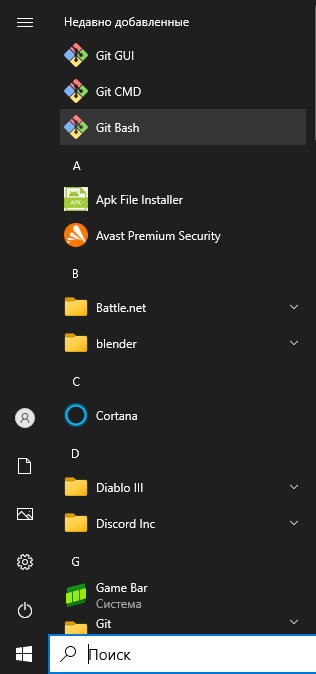 Недавно добавленные
Git GUI
Git CMD
Git Bash
A
Apk File Installer
Avast Premium Security
B
Battle.net
blender
C
Cortana
D
Diablo III
Discord Inc
G
Game Bar
Система
Git
Поиск